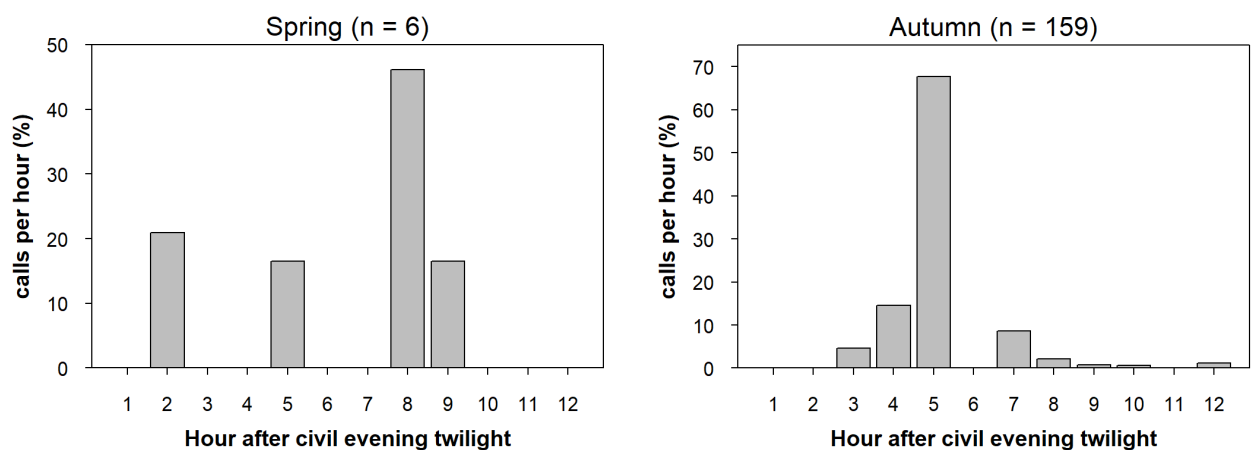 Spring (n = 6)
50
40
30
20
10
0
calls per hour (%)
1 2 3 4 5 6 7 8 9 10 11 12
Hour after civil evening twilight
Autumn (n = 159)
70
60
50
40
30
20
10
0
calls per hour (%)
1 2 3 4 5 6 7 8 9 10 11 12
Hour after civil evening twilight